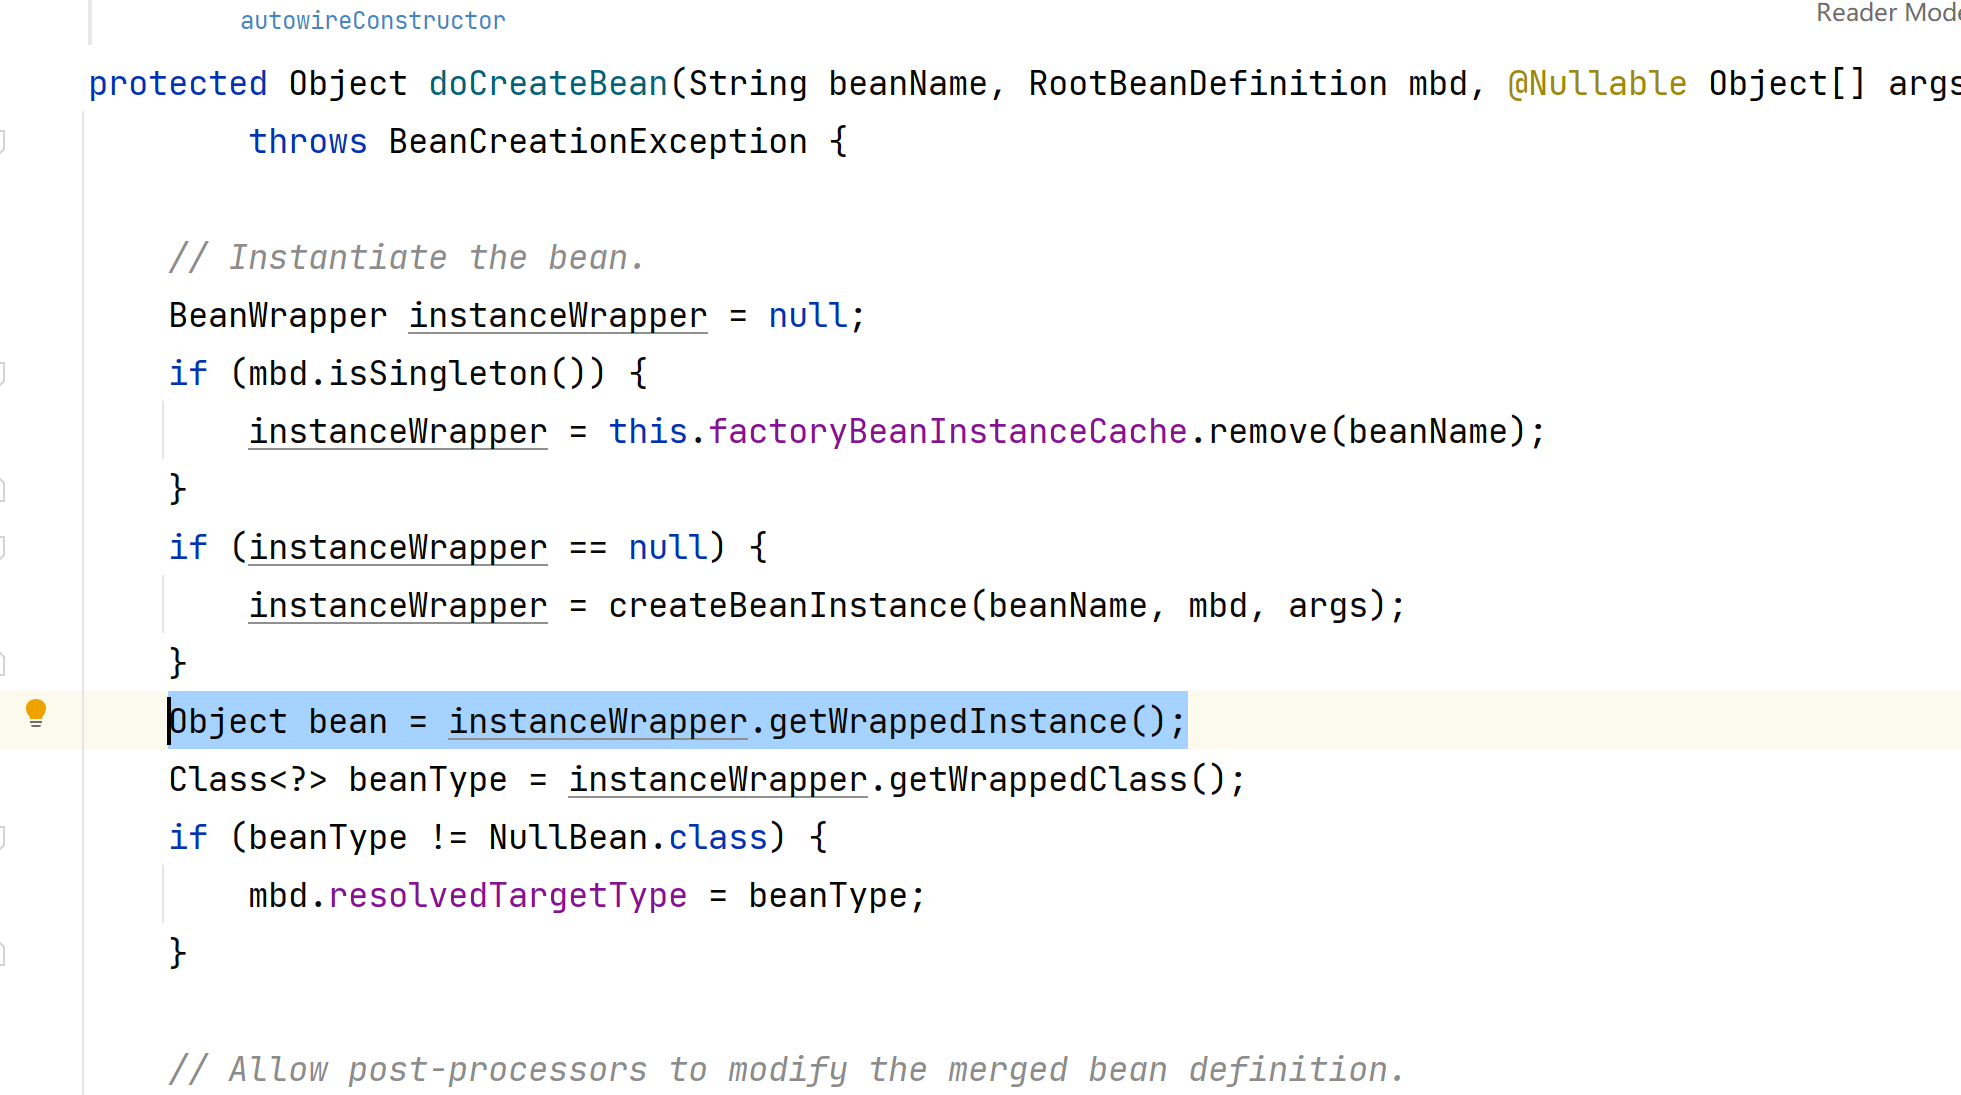 autowireConstructor
Reader Mode
protected Object doCreateBean(String beanName, RootBeanDefinition mbd, @Nullable Object[] args
throws BeanCreationException {
// Instantiate the bean.
BeanWrapper instanceWrapper = null;
if (mbd.isSingleton()) {
instanceWrapper = this.factoryBeanInstanceCache.remove(beanName);
}
if (instanceWrapper == null) {
instanceWrapper = createBeanInstance(beanName, mbd, args);
}
Object bean = instanceWrapper.getWrappedInstance();
Class<?> beanType = instanceWrapper.getWrappedClass();
if (beanType != NullBean.class) {
mbd.resolvedTargetType = beanType;
}
// Allow post-processors to modify the merged bean definition.